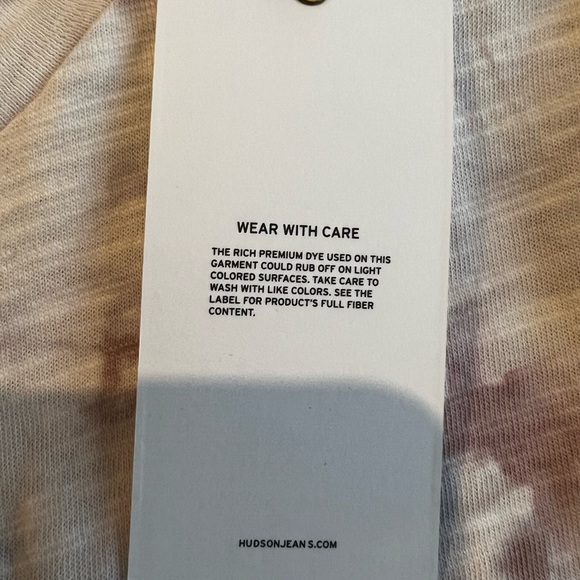 WEAR WITH CARE
THE RICH PREMIUM DYE USED ON THIS
GARMENT COULD RUB OFF ON LIGHT
COLORED SURFACES. TAKE CARE TO
WASH WITH LIKE COLORS. SEE THE
LABEL FOR PRODUCT'S FULL FIBER
CONTENT.
HUDSONJEANS.COM